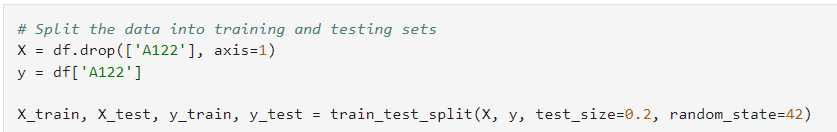 # Split the data into training and testing sets
X = df.drop(['A122'], axis=1)
y = df['A122']
X_train, X_test, y_train, y_test = train_test_split(X, y, test_size=0.2, random_state=42)